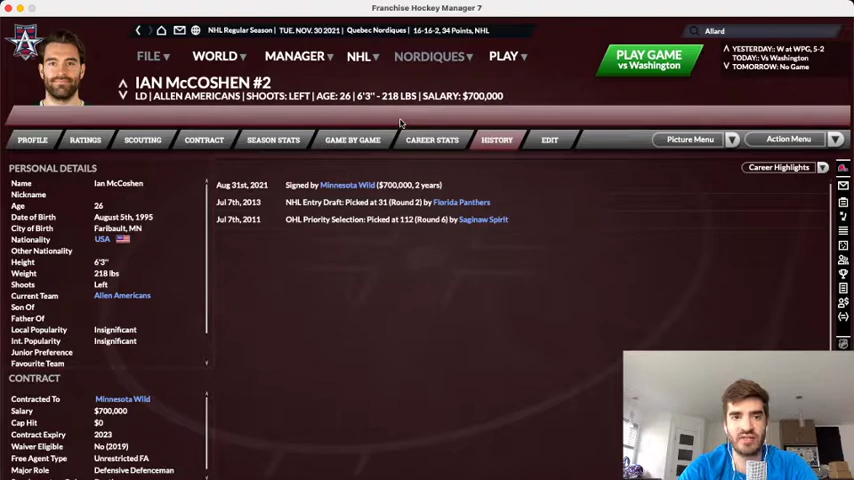 Franchise Hockey Manager 7
NHL Regular Season | TUE. NOV. 30 2021 | Quebec Nordiques | 16-16-2, 34 Points, NHL
Allard
FILE WORLD MANAGER NHL NORDIQUES PLAY
PLAY GAME
vs Washington
YESTERDAY:: W at WPG, 5-2
TODAY:: Vs Washington
TOMORROW: No Game
IAN McCOSHEN #2
LD | ALLEN AMERICANS | SHOOTS: LEFT | AGE: 26 | 6'3" - 218 LBS | SALARY: $700,000
PROFILE RATINGS SCOUTING CONTRACT SEASON STATS GAME BY GAME CAREER STATS HISTORY EDIT Picture Menu Action Menu
PERSONAL DETAILS
Career Highlights
Name Ian McCoshen
Nickname
Age 26
Date of Birth August 5th, 1995
City of Birth Faribault, MN
Nationality USA
Other Nationality
Height 6'3"
Weight 218 lbs
Shoots Left
Current Team Allen Americans
Son Of
Father Of
Local Popularity Insignificant
Int. Popularity Insignificant
Junior Preference
Favourite Team
Aug 31st, 2021 Signed by Minnesota Wild ($700,000, 2 years)
Jul 7th, 2013 NHL Entry Draft: Picked at 31 (Round 2) by Florida Panthers
Jul 7th, 2011 OHL Priority Selection: Picked at 112 (Round 6) by Saginaw Spirit
CONTRACT
Contracted To Minnesota Wild
Salary $700,000
Cap Hit $0
Contract Expiry 2023
Waiver Eligible No (2019)
Free Agent Type Unrestricted FA
Major Role Defensive Defenceman